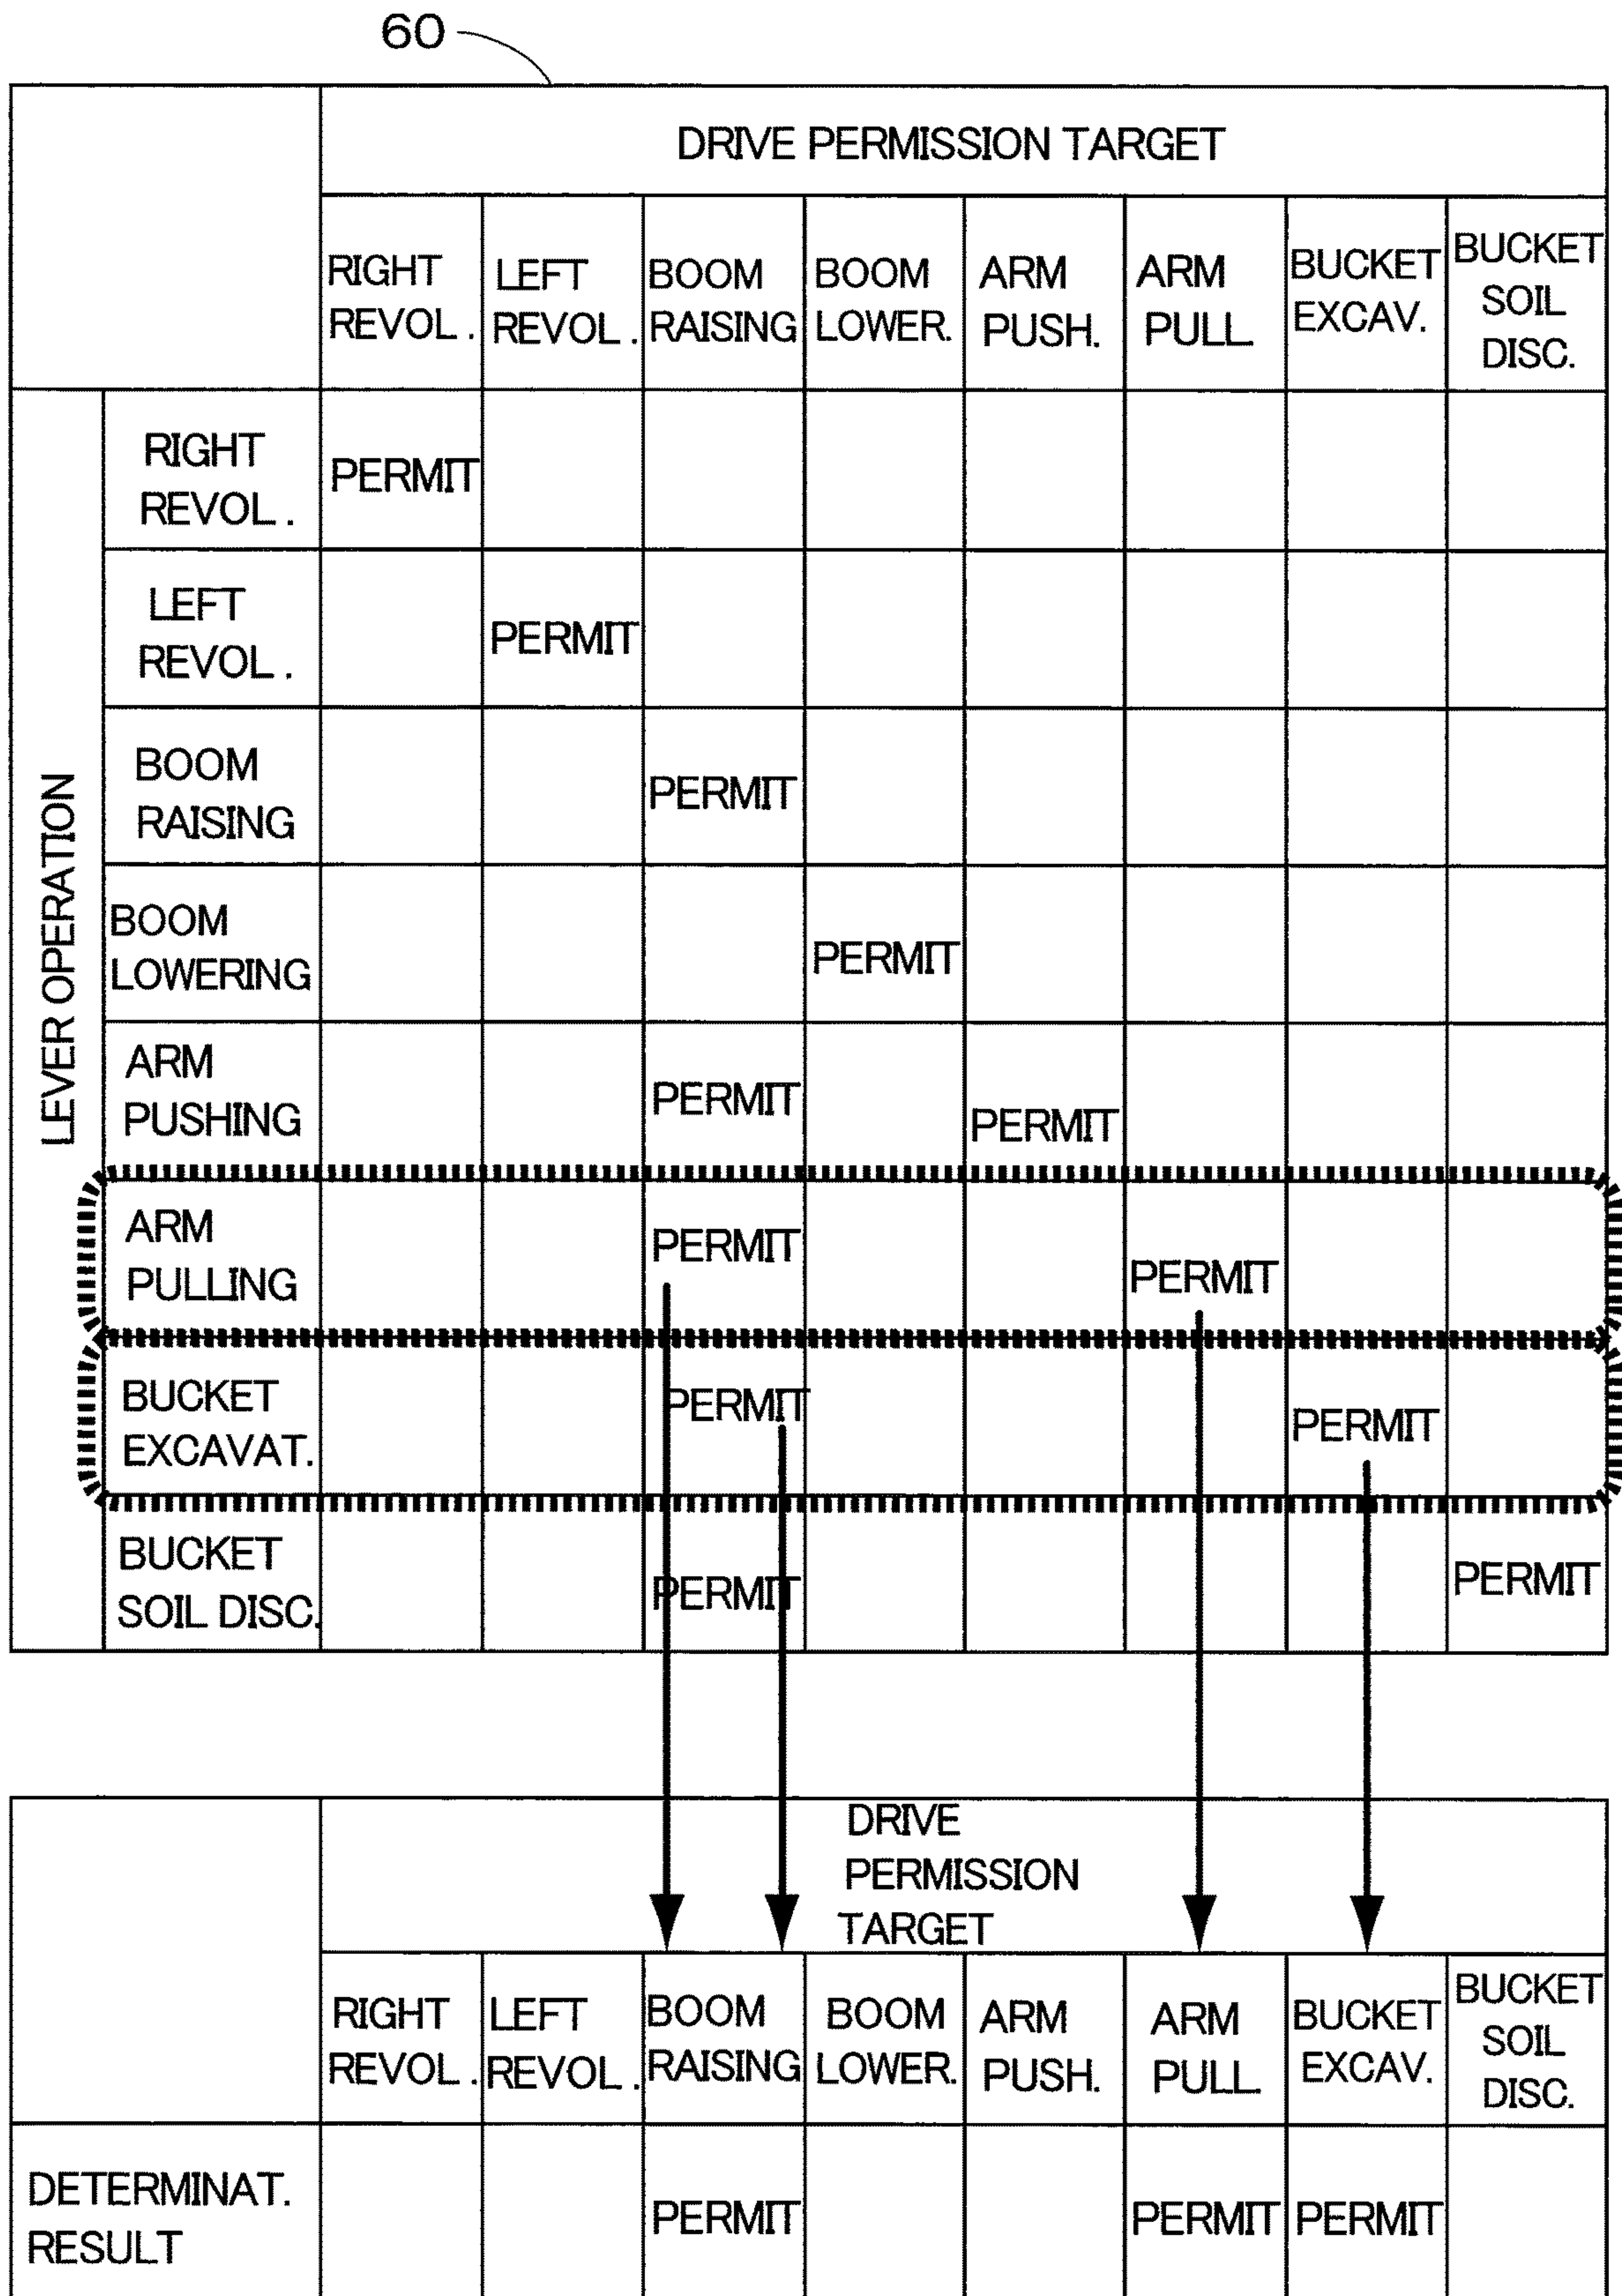 60
DRIVE PERMISSION TARGET
RIGHT
REVOL.
LEFT
REVOL.
BOOM
RAISING
BOOM
LOWER.
ARM
PUSH.
ARM
PULL.
BUCKET
EXCAV.
BUCKET
SOIL
DISC.
LEVER OPERATION
RIGHT
REVOL.
PERMIT
LEFT
REVOL.
PERMIT
BOOM
RAISING
PERMIT
BOOM
LOWERING
PERMIT
ARM
PUSHING
PERMIT
PERMIT
ARM
PULLING
PERMIT
PERMIT
BUCKET
EXCAVAT.
PERMIT
PERMIT
BUCKET
SOIL DISC.
PERMIT
PERMIT
DRIVE
PERMISSION
TARGET
RIGHT
REVOL.
LEFT
REVOL.
BOOM
RAISING
BOOM
LOWER.
ARM
PUSH.
ARM
PULL.
BUCKET
EXCAV.
BUCKET
SOIL
DISC.
DETERMINAT.
RESULT
PERMIT
PERMIT
PERMIT